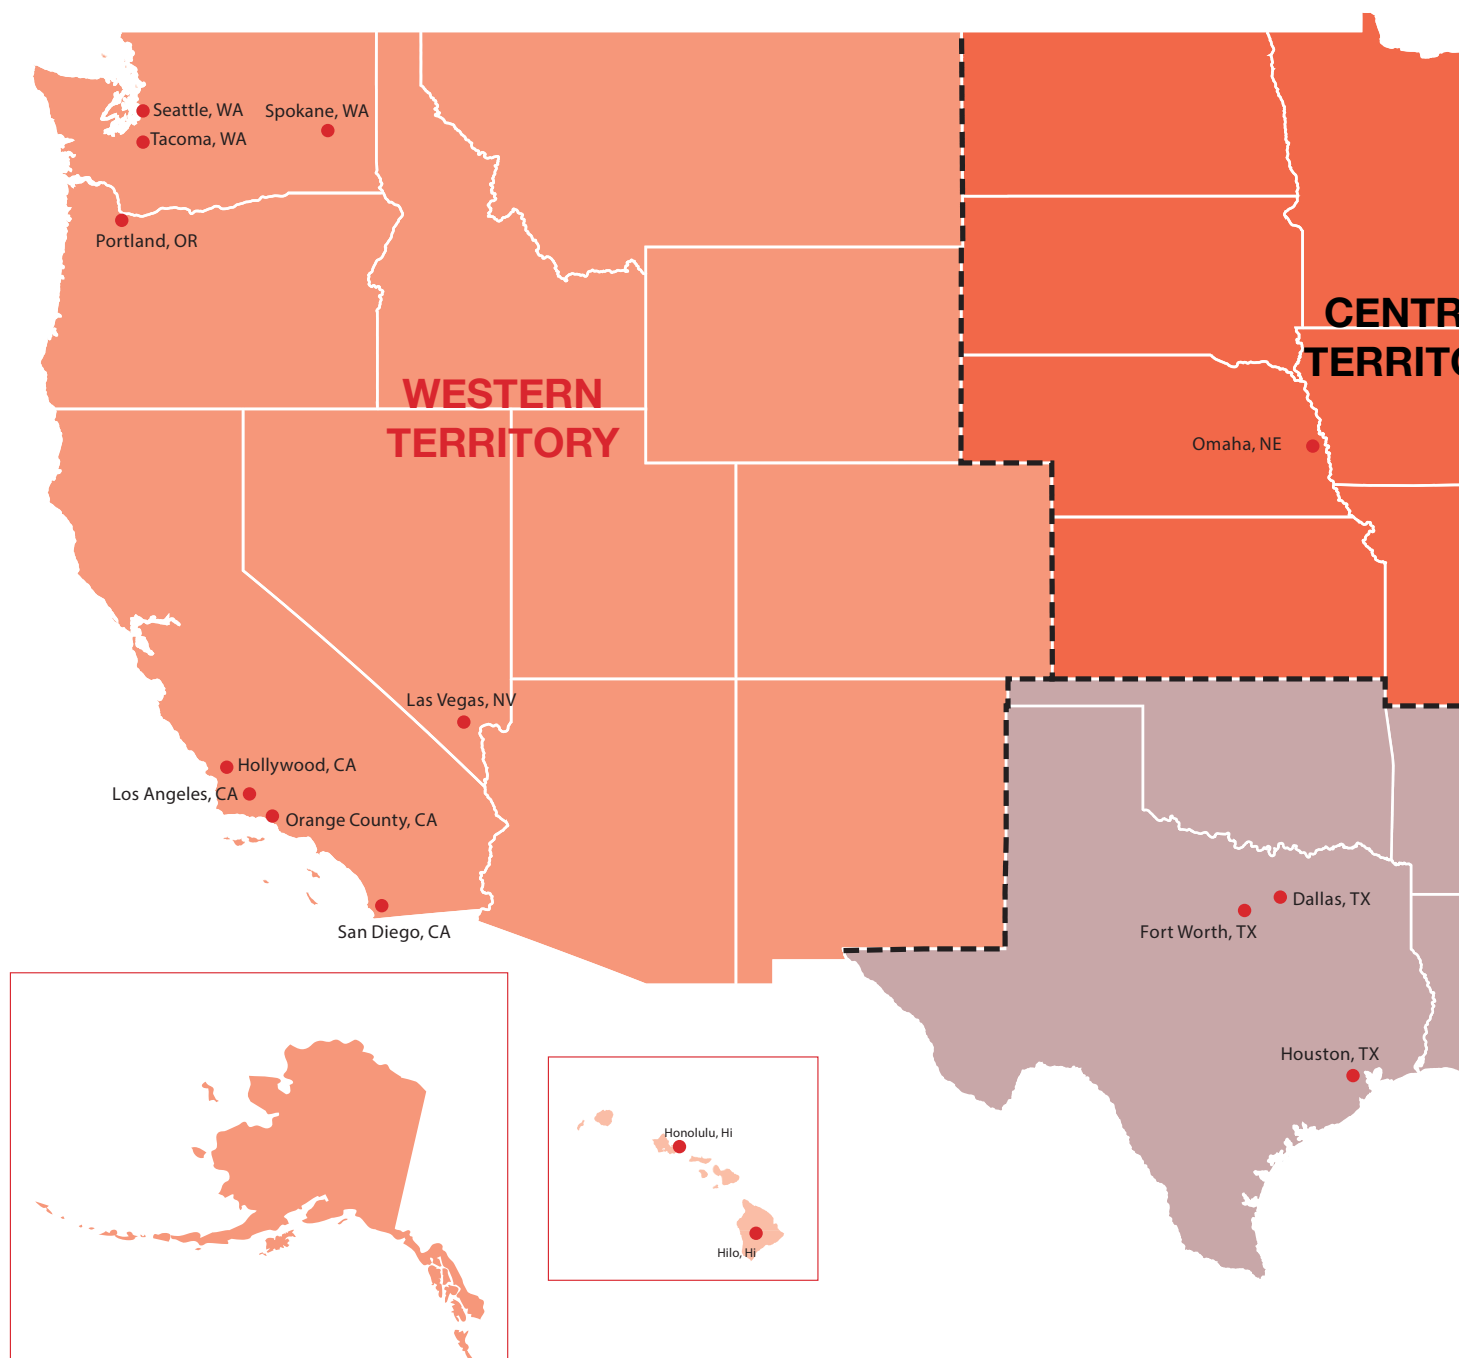 Seattle, WA
Spokane, WA
Tacoma, WA
Portland, OR
WESTERN
TERRITORY
CENTR
TERRITO
Omaha, NE
Las Vegas, NV
Hollywood, CA
Los Angeles, CA
Orange County, CA
San Diego, CA
Dallas, TX
Fort Worth, TX
Houston, TX
Honolulu, Hi
Hilo, Hi